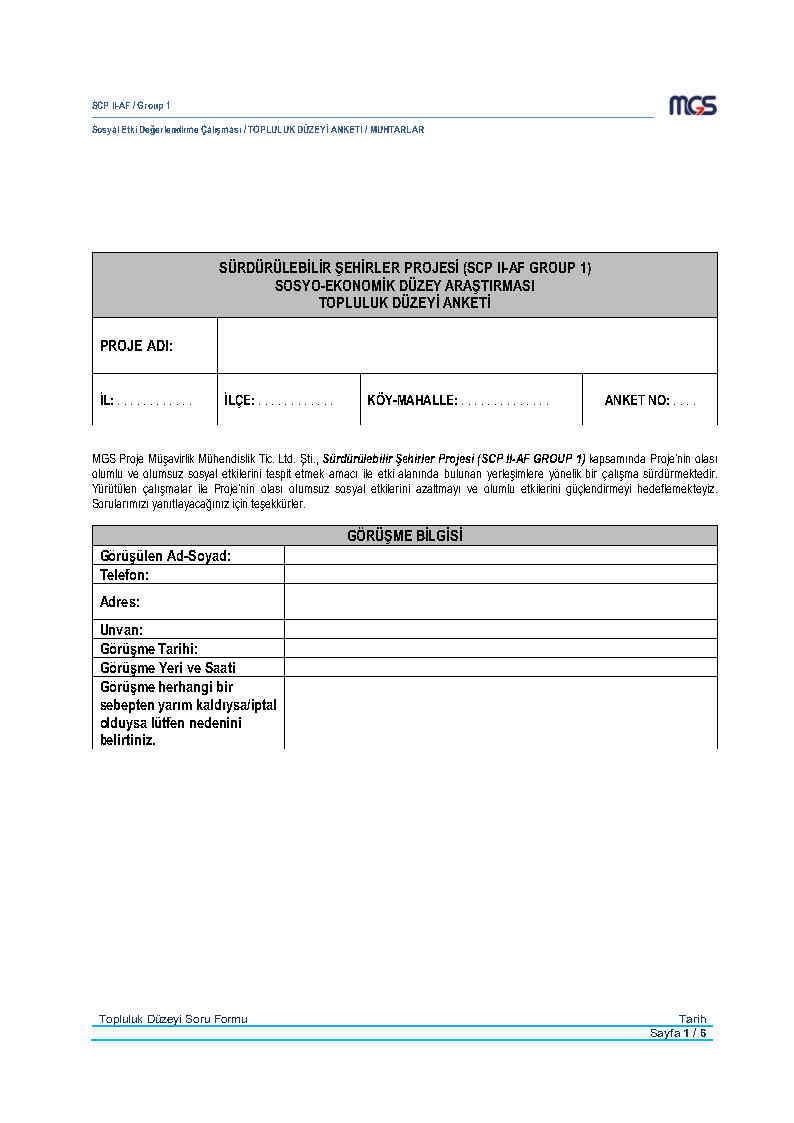 SCP II-AF / Group 1
MGS
Sosyal Etki Değerlendirme Çalışması / TOPLULUK DÜZEYİ ANKETİ / MUHTARLAR
SÜRDÜRÜLEBİLİR ŞEHİRLER PROJESİ (SCP II-AF GROUP 1)
SOSYO-EKONOMİK DÜZEY ARAŞTIRMASI
TOPLULUK DÜZEYİ ANKETİ
PROJE ADI:
İL: . . . . . . . . . . . . İLÇE: . . . . . . . . . . . . KÖY-MAHALLE: . . . . . . . . . . . . . . ANKET NO: . . . .
MGS Proje Müşavirlik Mühendislik Tic. Ltd. Şti., Sürdürülebilir Şehirler Projesi (SCP II-AF GROUP 1) kapsamında Proje'nin olası
olumlu ve olumsuz sosyal etkilerini tespit etmek amacı ile etki alanında bulunan yerleşimlere yönelik bir çalışma sürdürmektedir.
Yürütülen çalışmalar ile Proje'nin olası olumsuz sosyal etkilerini azaltmayı ve olumlu etkilerini güçlendirmeyi hedeflemekteyiz.
Sorularımızı yanıtlayacağınız için teşekkürler.
GÖRÜŞME BİLGİSİ
Görüşülen Ad-Soyad:
Telefon:
Adres:
Unvan:
Görüşme Tarihi:
Görüşme Yeri ve Saati
Görüşme herhangi bir
sebepten yarım kaldıysa/iptal
olduysa lütfen nedenini
belirtiniz.
Topluluk Düzeyi Soru Formu Tarih
Sayfa 1 / 6